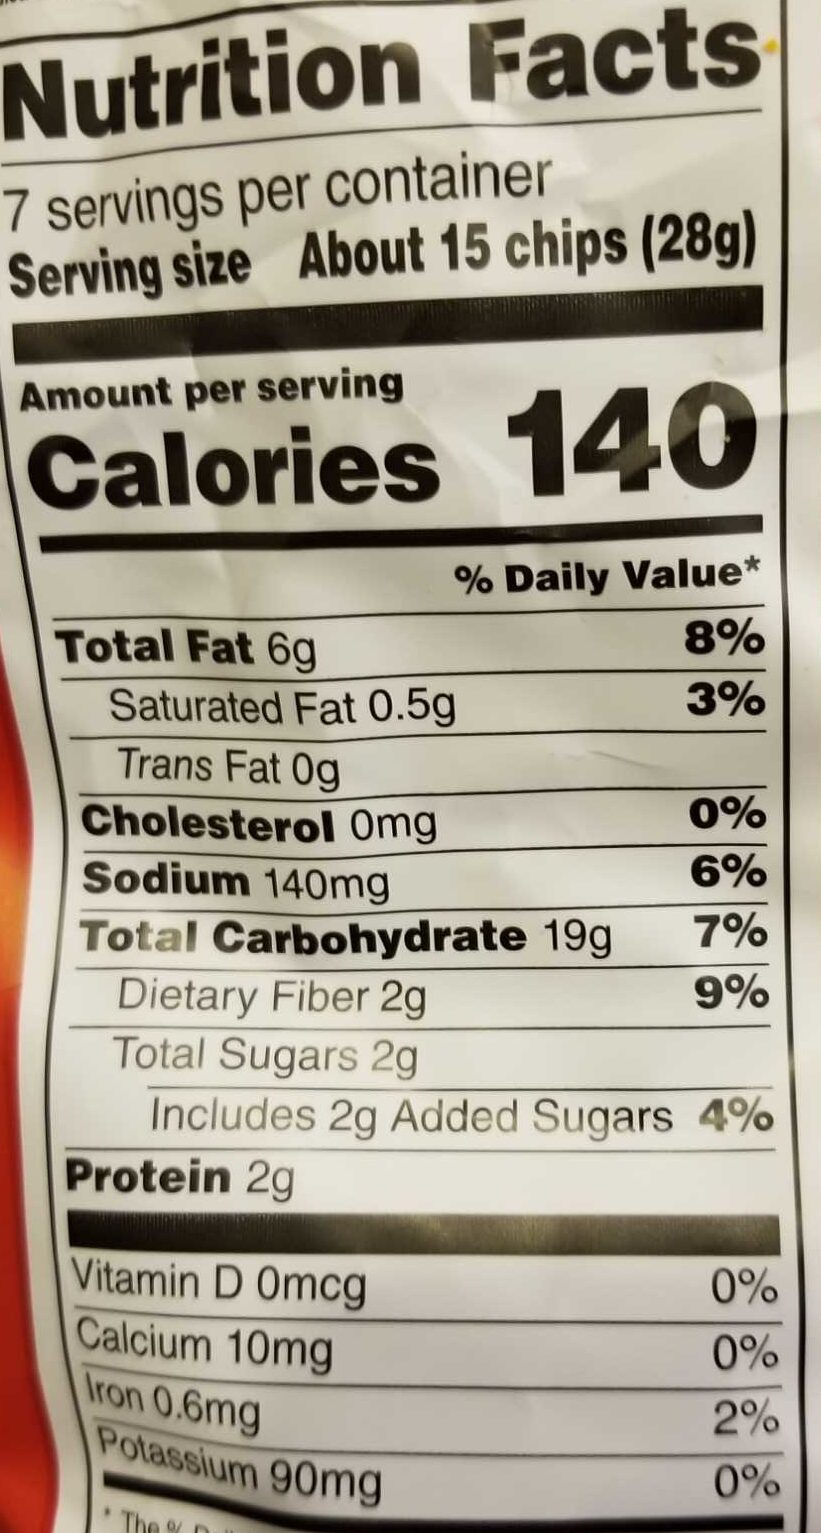 Nutrition Facts
7 servings per container
Serving size About 15 chips (28g)
Amount per serving
Calories 140
% Daily Value*
Total Fat 6g 8%
Saturated Fat 0.5g 3%
Trans Fat 0g
Cholesterol 0mg 0%
Sodium 140mg 6%
Total Carbohydrate 19g 7%
Dietary Fiber 2g 9%
Total Sugars 2g
Includes 2g Added Sugars 4%
Protein 2g
Vitamin D 0mcg 0%
Calcium 10mg 0%
Iron 0.6mg 2%
Potassium 90mg 0%
* The %